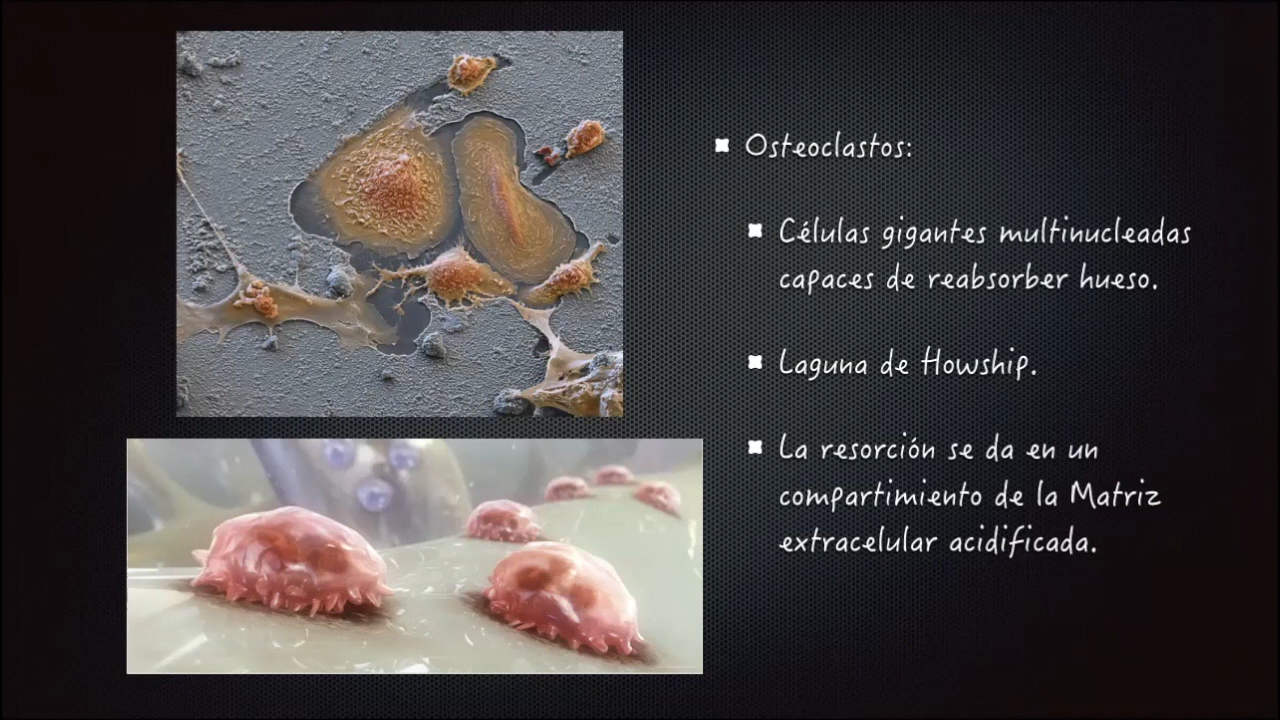 Osteoclastos:
Células gigantes multinucleadas
capaces de reabsorber hueso.
Laguna de Howship.
La resorción se da en un
compartimiento de la Matriz
extracelular acidificada.